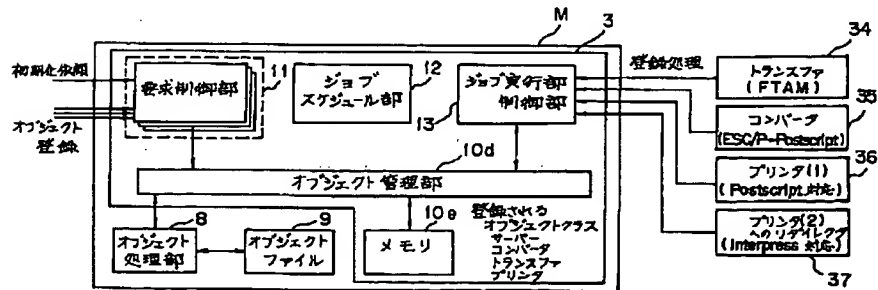 M
3
初期化依頼
オブジェクト
登録
要求制御部
11
ジョブ
スケジュール部
12
ジョブ実行部
制御部
13
登録処理
34
トランスファ
(FTAM)
35
コンバータ
(ESC/P-Postscript)
36
プリンタ(1)
(Postscript対応)
プリンタ(2)
へのリダイレクタ
(Interpress対応)
37
10d
オブジェクト管理部
8
オブジェクト
処理部
9
オブジェクト
ファイル
10e
メモリ
登録される
オブジェクトクラス
サーバー
コンバータ
トランスファ
プリンタ